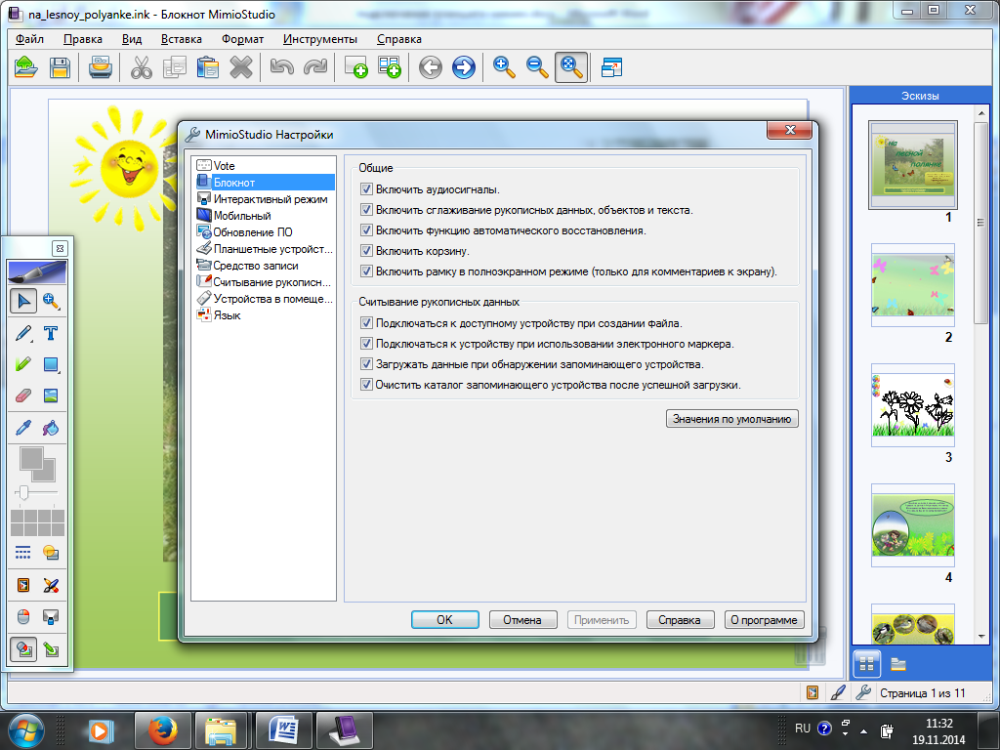 na_lesnoy_polyanke.ink - Блокнот MimioStudio
Файл Правка Вид Вставка Формат Инструменты Справка
Эскизы
MimioStudio Настройки
Vote
Блокнот
Интерактивный режим
Мобильный
Обновление ПО
Планшетные устройст...
Средство записи
Считывание рукописн...
Устройства в помеще...
Язык
Общие
Включить аудиосигналы.
Включить сглаживание рукописных данных, объектов и текста.
Включить функцию автоматического восстановления.
Включить корзину.
Включить рамку в полноэкранном режиме (только для комментариев к экрану).
Считывание рукописных данных
Подключаться к доступному устройству при создании файла.
Подключаться к устройству при использовании электронного маркера.
Загружать данные при обнаружении запоминающего устройства.
Очистить каталог запоминающего устройства после успешной загрузки.
Значения по умолчанию
OK Отмена Применить Справка О программе
на
лесной
полянке
1
2
3
4
Страница 1 из 11
RU
11:32
19.11.2014